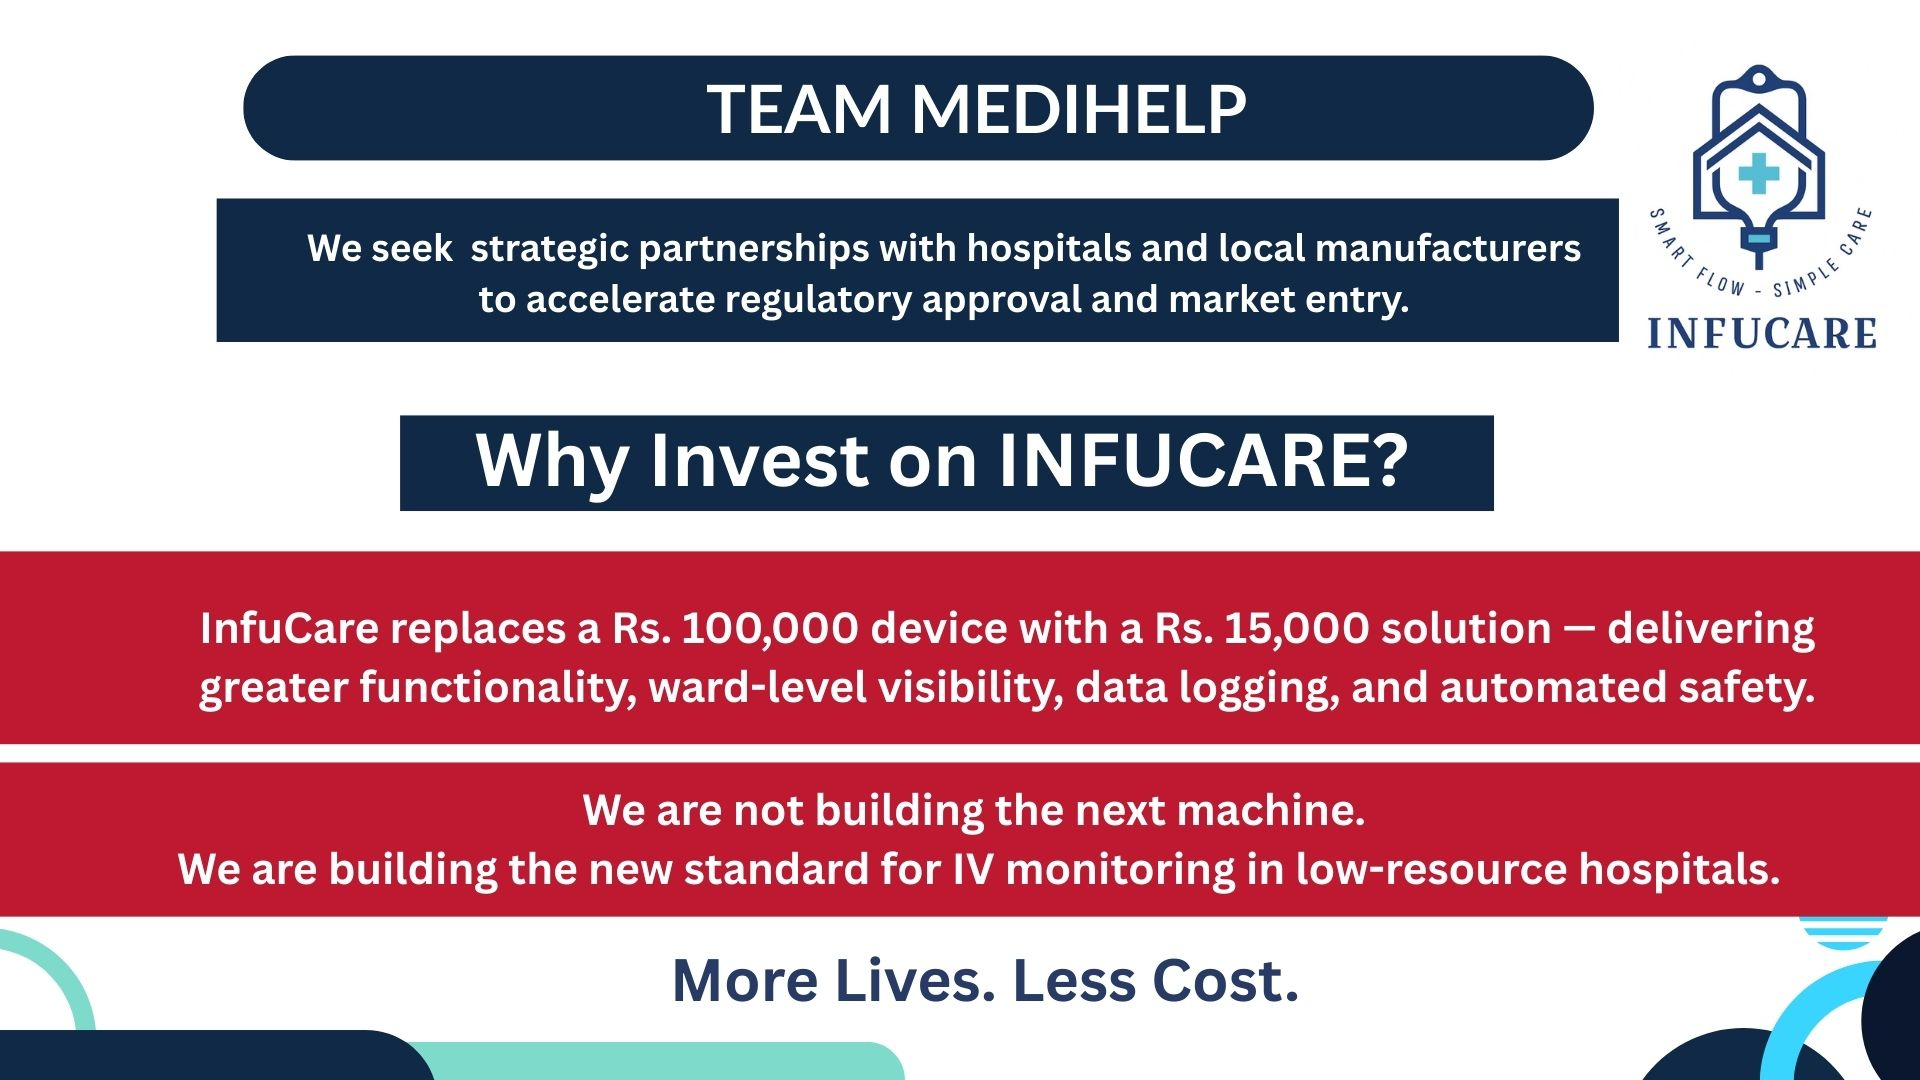 TEAM MEDIHELP
We seek  strategic partnerships with hospitals and local manufacturers
to accelerate regulatory approval and market entry.
SMART FLOW - SIMPLE CARE
INFUCARE
Why Invest on INFUCARE?
InfuCare replaces a Rs. 100,000 device with a Rs. 15,000 solution — delivering
greater functionality, ward-level visibility, data logging, and automated safety.
We are not building the next machine.
We are building the new standard for IV monitoring in low-resource hospitals.
More Lives. Less Cost.